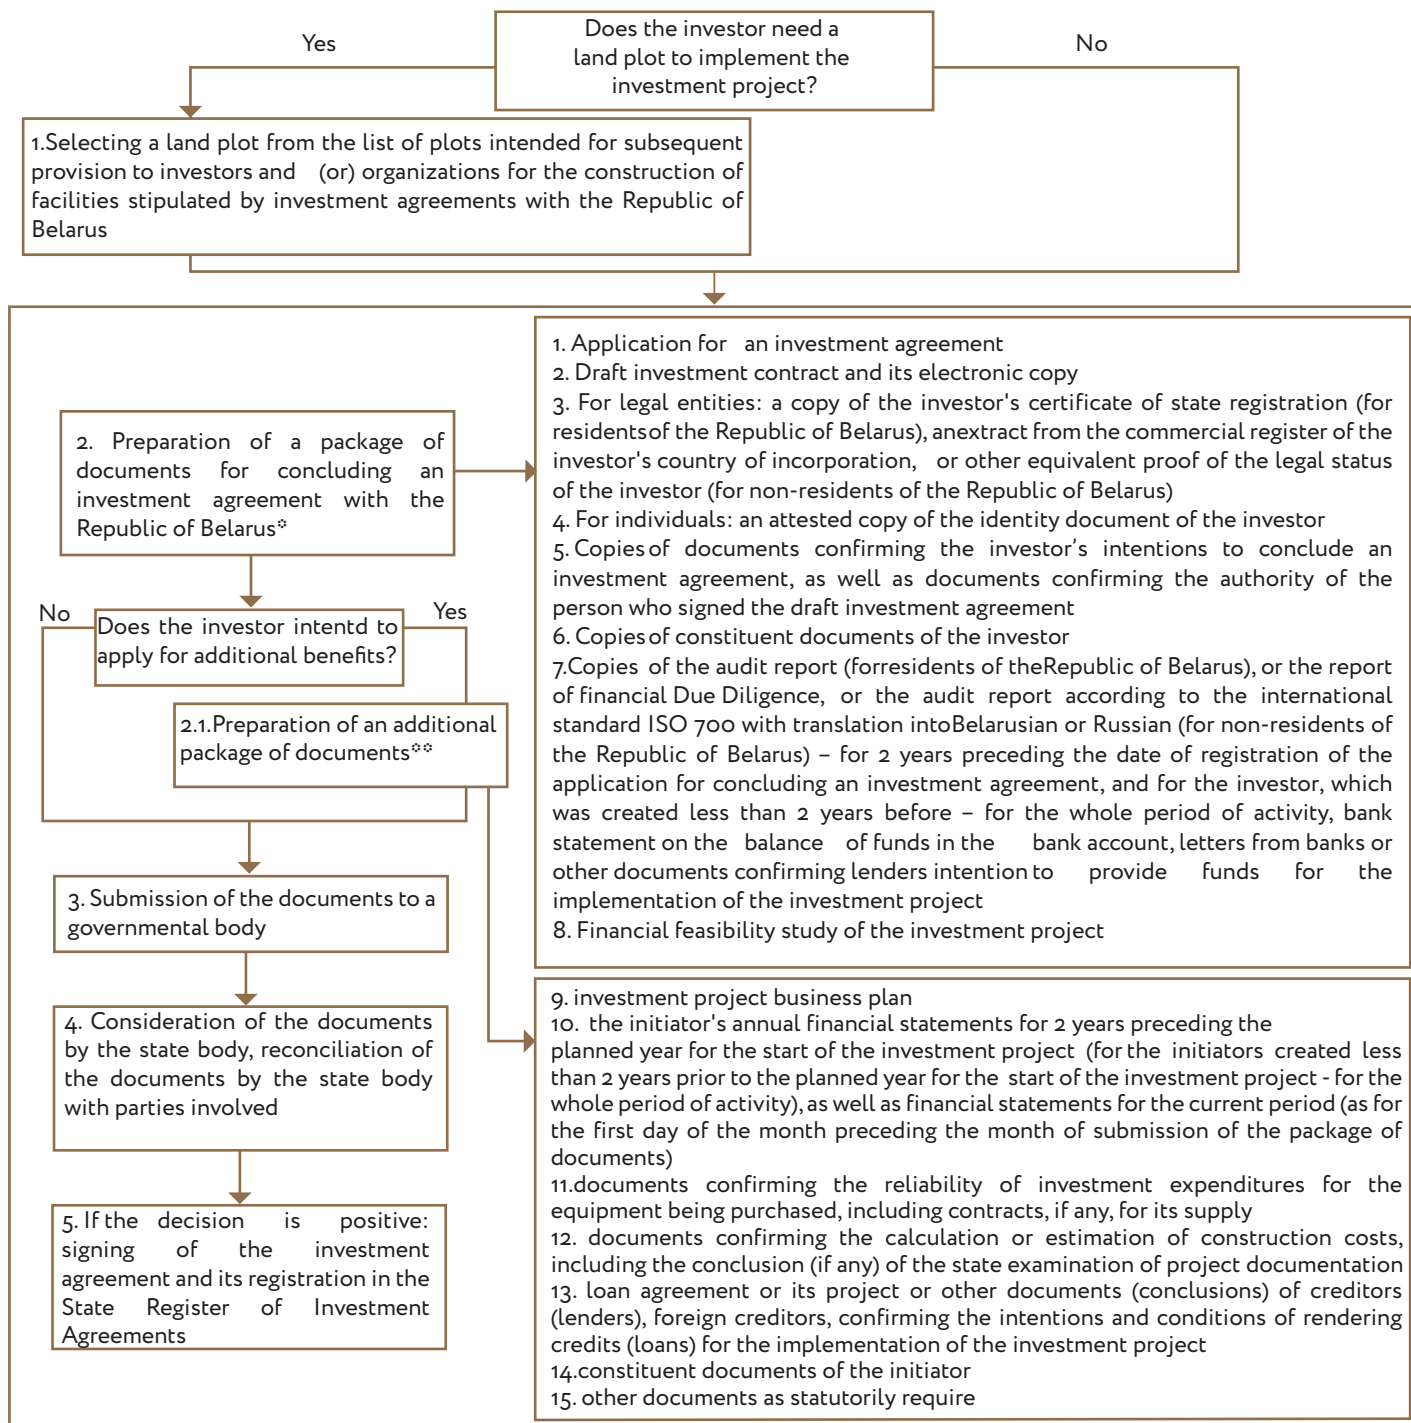 Does the investor need a
land plot to implement the
investment project?
Yes
No
1.Selecting a land plot from the list of plots intended for subsequent
provision to investors and (or) organizations for the construction of
facilities stipulated by investment agreements with the Republic of
Belarus
2. Preparation of a package of
documents for concluding an
investment agreement with the
Republic of Belarus*
No
Yes
Does the investor intentd to
apply for additional benefits?
2.1.Preparation of an additional
package of documents**
3. Submission of the documents to a
governmental body
4. Consideration of the documents
by the state body, reconciliation of
the documents by the state body
with parties involved
5. If the decision is positive:
signing of the investment
agreement and its registration in the
State Register of Investment
Agreements
1. Application for an investment agreement
2. Draft investment contract and its electronic copy
3. For legal entities: a copy of the investor's certificate of state registration (for
residentsof the Republic of Belarus), anextract from the commercial register of the
investor's country of incorporation, or other equivalent proof of the legal status
of the investor (for non-residents of the Republic of Belarus)
4. For individuals: an attested copy of the identity document of the investor
5. Copiesof documents confirming the investor's intentions to conclude an
investment agreement, as well as documents confirming the authority of the
person who signed the draft investment agreement
6. Copiesof constituent documents of the investor
7.Copies of the audit report (forresidents of theRepublic of Belarus), or the report
of financial Due Diligence, or the audit report according to the international
standard ISO 700 with translation intoBelarusian or Russian (for non-residents of
the Republic of Belarus) – for 2 years preceding the date of registration of the
application for concluding an investment agreement, and for the investor, which
was created less than 2 years before – for the whole period of activity, bank
statement on the balance of funds in the bank account, letters from banks or
other documents confirming lenders intention to provide funds for the
implementation of the investment project
8. Financial feasibility study of the investment project
9. investment project business plan
10. the initiator's annual financial statements for 2 years preceding the
planned year for the start of the investment project (for the initiators created less
than 2 years prior to the planned year for the start of the investment project - for the
whole period of activity), as well as financial statements for the current period (as for
the first day of the month preceding the month of submission of the package of
documents)
11.documents confirming the reliability of investment expenditures for the
equipment being purchased, including contracts, if any, for its supply
12. documents confirming the calculation or estimation of construction costs,
including the conclusion (if any) of the state examination of project documentation
13. loan agreement or its project or other documents (conclusions) of creditors
(lenders), foreign creditors, confirming the intentions and conditions of rendering
credits (loans) for the implementation of the investment project
14.constituent documents of the initiator
15. other documents as statutorily require